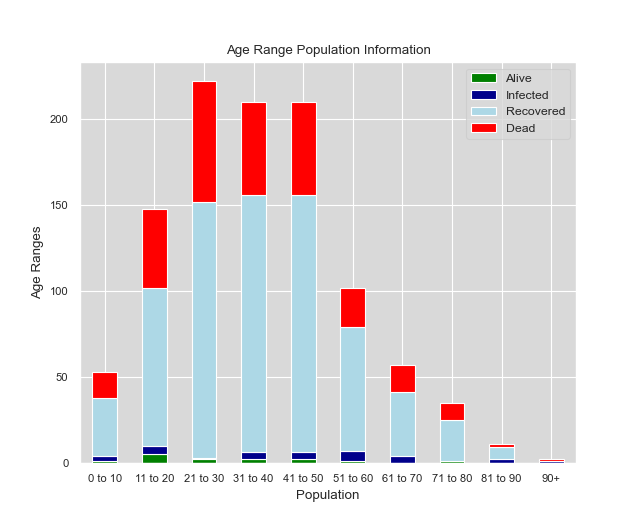 Age Range Population Information
Alive
Infected
Recovered
Dead
200
150
100
50
0
Age Ranges
0 to 10 11 to 20 21 to 30 31 to 40 41 to 50 51 to 60 61 to 70 71 to 80 81 to 90 90+
Population